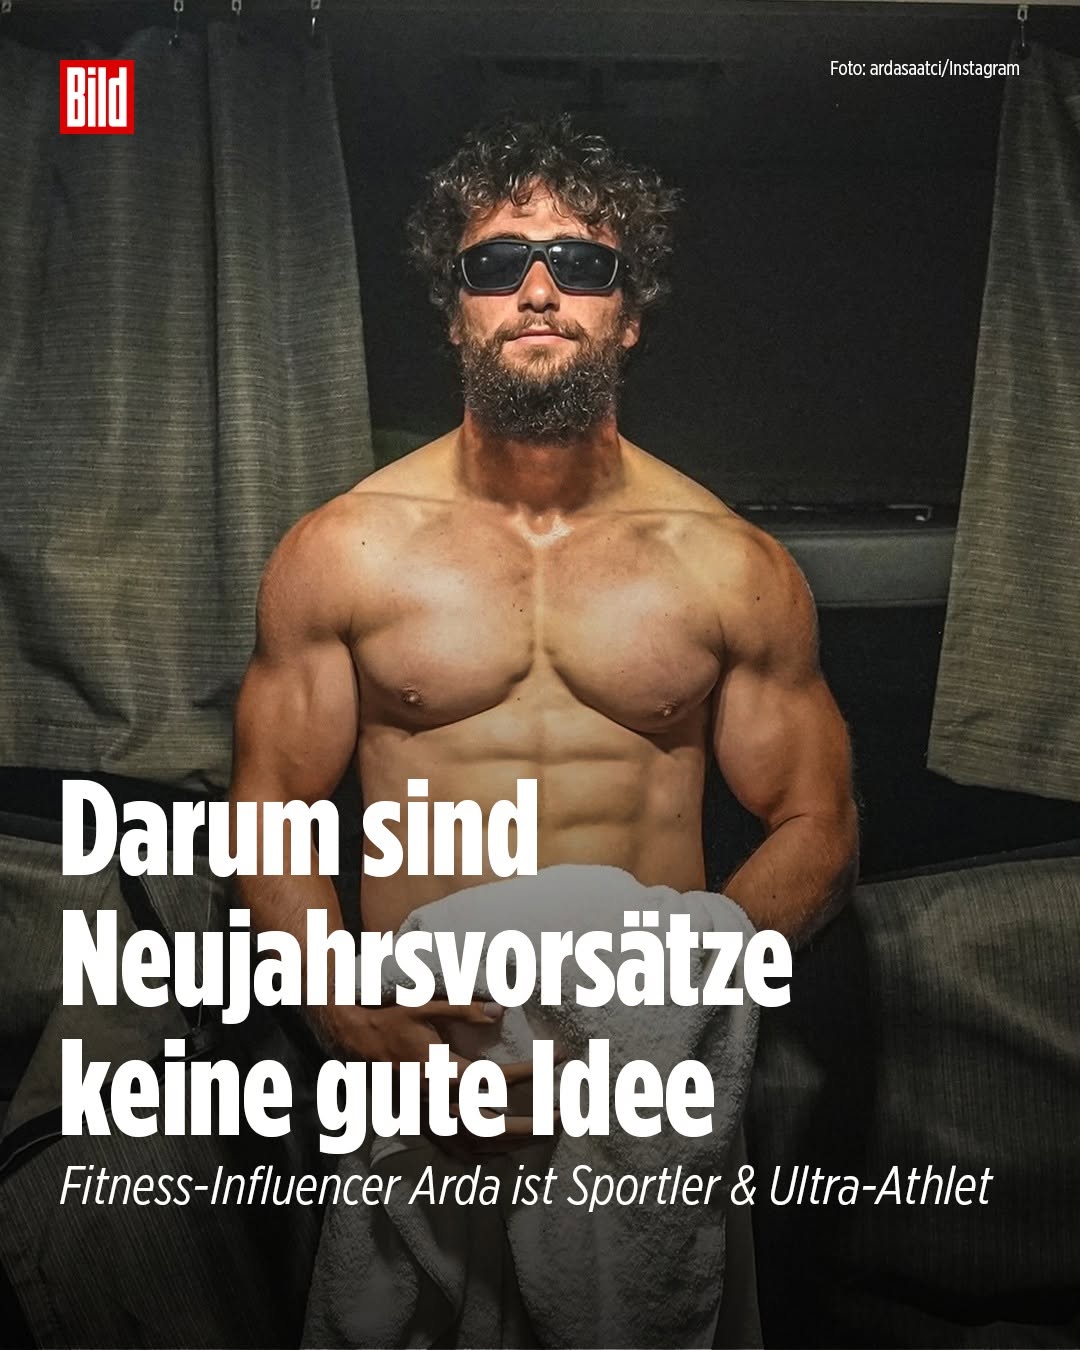 Bild
Foto: ardasaatci/Instagram
Darum sind
Neujahrsvorsätze
keine gute Idee
Fitness-Influencer Arda ist Sportler & Ultra-Athlet